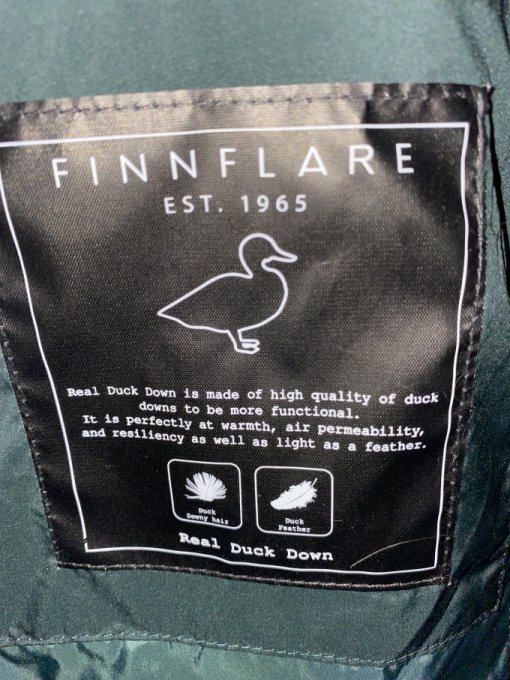 FINNFLARE
EST. 1965
Real Duck Down is made of high quality of duck
downs to be more functional.
It is perfectly at warmth, air permeability,
and resiliency as well as light as a feather.
Duck
Downy hair
Duck
Feather
Real Duck Down